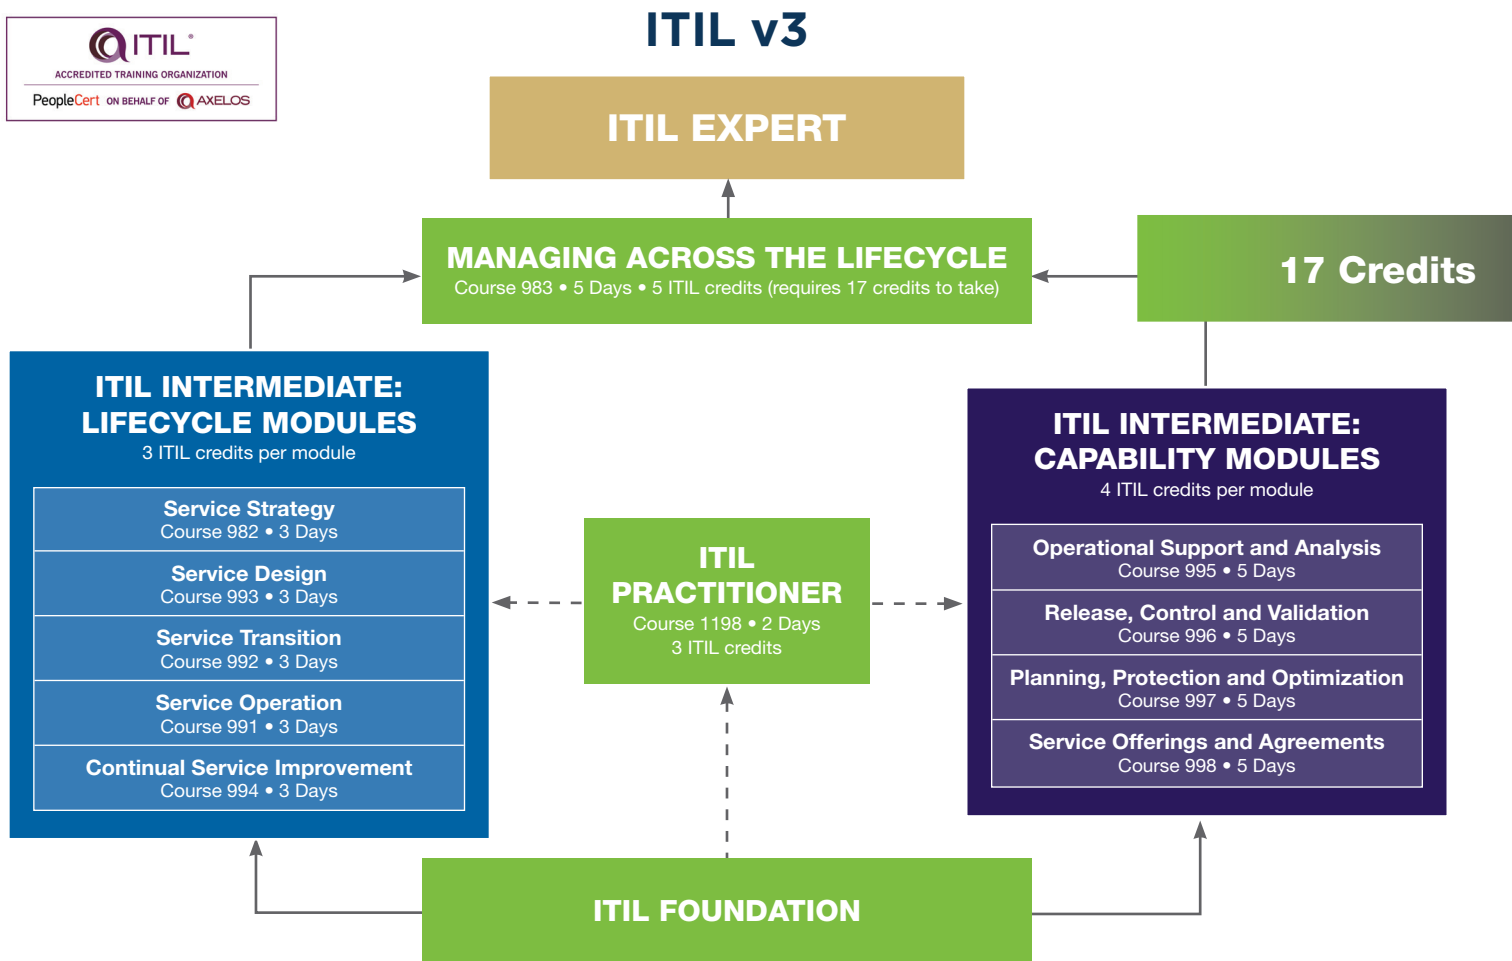 ITIL®
ACCREDITED TRAINING ORGANIZATION
PeopleCert ON BEHALF OF AXELOS
ITIL v3
ITIL EXPERT
MANAGING ACROSS THE LIFECYCLE
Course 983 • 5 Days • 5 ITIL credits (requires 17 credits to take)
17 Credits
ITIL INTERMEDIATE:
LIFECYCLE MODULES
3 ITIL credits per module
Service Strategy
Course 982 • 3 Days
Service Design
Course 993 • 3 Days
Service Transition
Course 992 • 3 Days
Service Operation
Course 991 • 3 Days
Continual Service Improvement
Course 994 • 3 Days
ITIL
PRACTITIONER
Course 1198 • 2 Days
3 ITIL credits
ITIL INTERMEDIATE:
CAPABILITY MODULES
4 ITIL credits per module
Operational Support and Analysis
Course 995 • 5 Days
Release, Control and Validation
Course 996 • 5 Days
Planning, Protection and Optimization
Course 997 • 5 Days
Service Offerings and Agreements
Course 998 • 5 Days
ITIL FOUNDATION